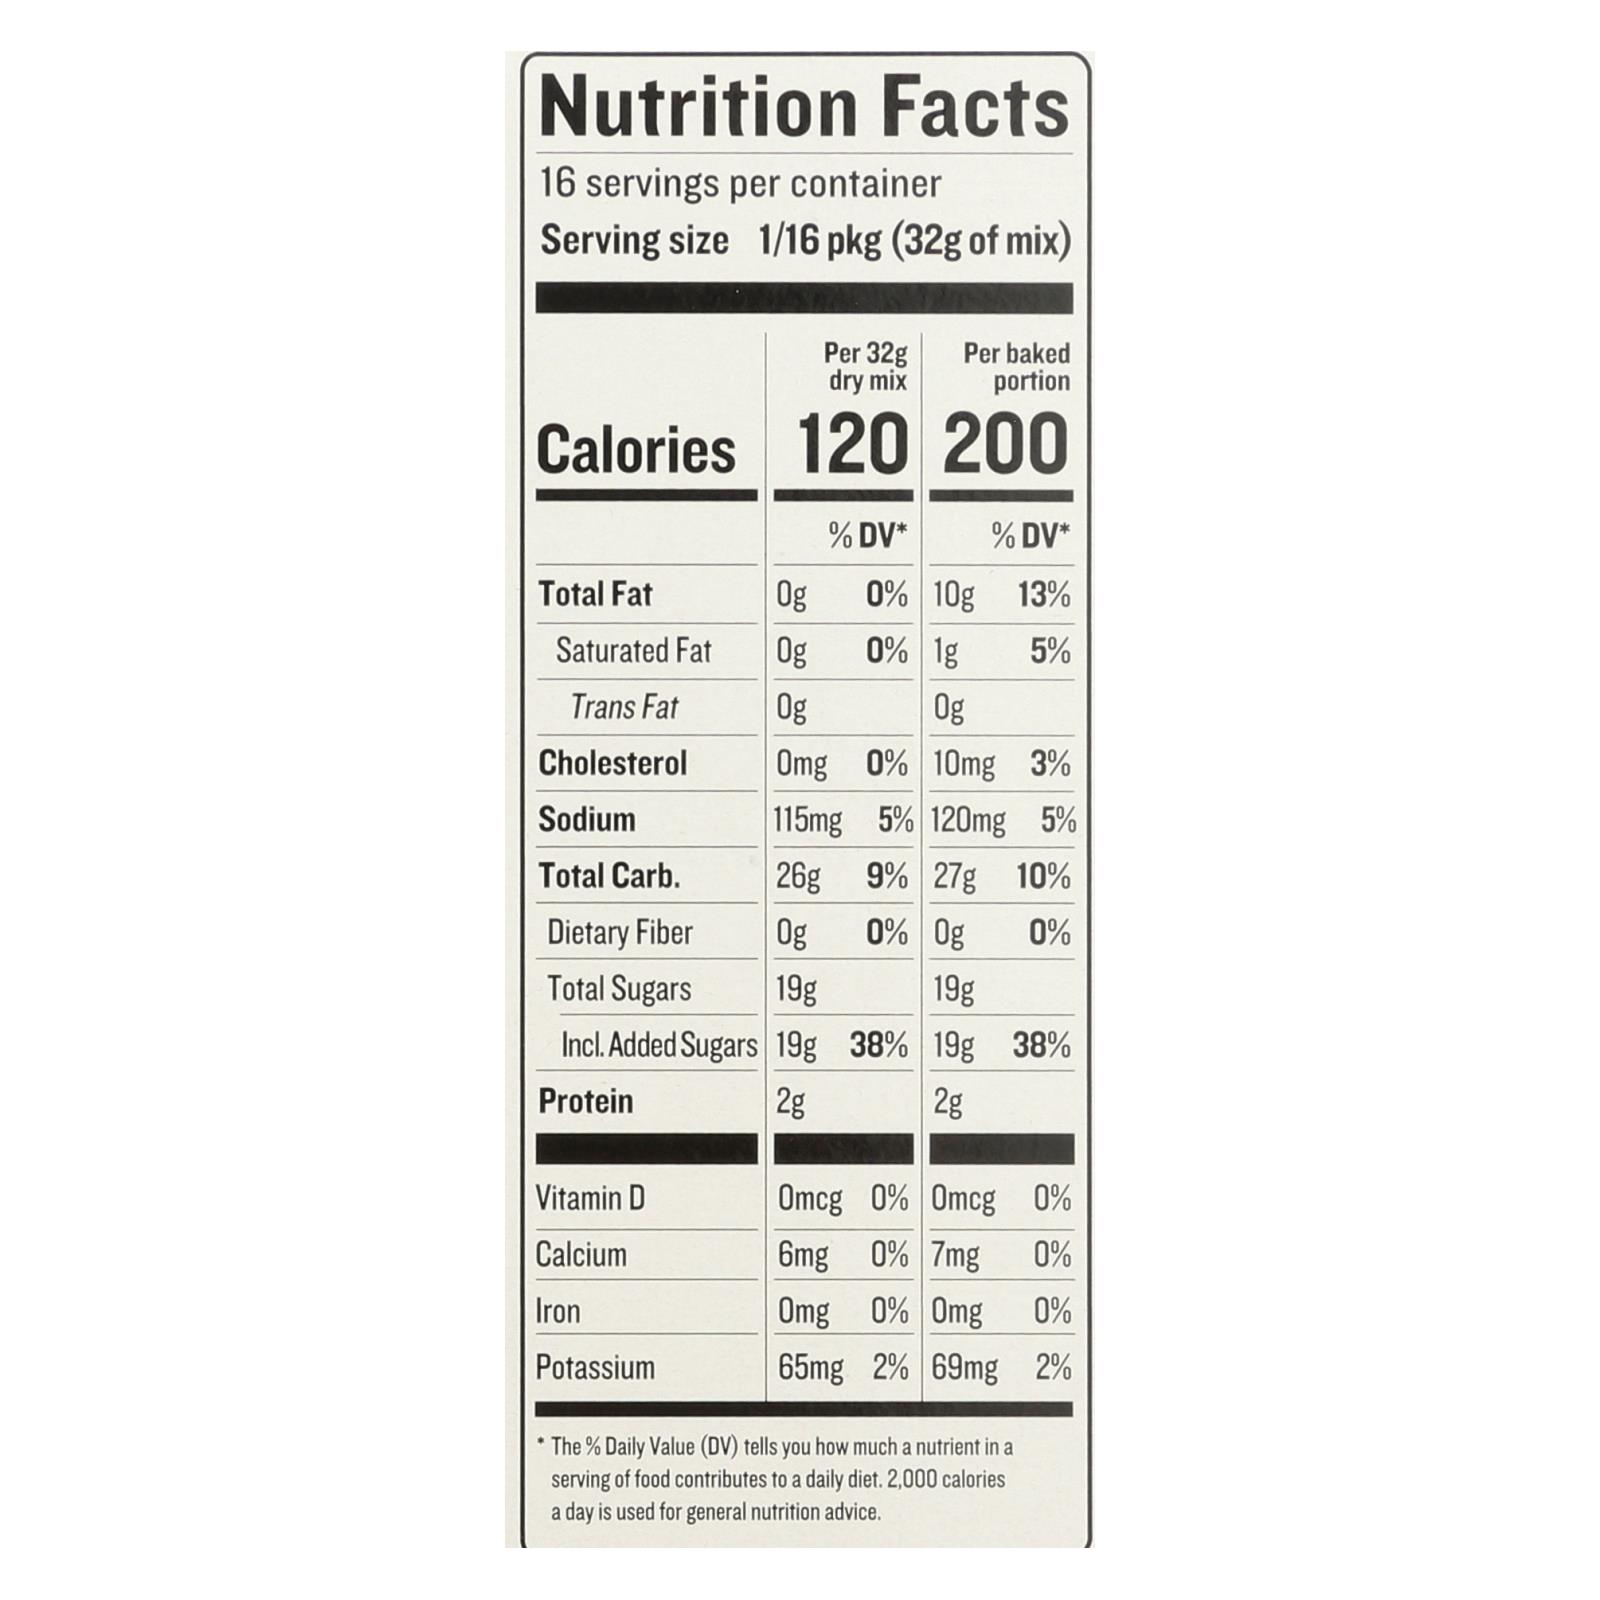 Nutrition Facts
16 servings per container
Serving size 1/16 pkg (32g of mix)
Per 32g dry mix Per baked portion
Calories 120 200
% DV* % DV*
Total Fat 0g 0% 10g 13%
Saturated Fat 0g 0% 1g 5%
Trans Fat 0g 0g
Cholesterol 0mg 0% 10mg 3%
Sodium 115mg 5% 120mg 5%
Total Carb. 26g 9% 27g 10%
Dietary Fiber 0g 0% 0g 0%
Total Sugars 19g 19g
Incl. Added Sugars 19g 38% 19g 38%
Protein 2g 2g
Vitamin D 0mcg 0% 0mcg 0%
Calcium 6mg 0% 7mg 0%
Iron 0mg 0% 0mg 0%
Potassium 65mg 2% 69mg 2%
* The % Daily Value (DV) tells you how much a nutrient in a
serving of food contributes to a daily diet. 2,000 calories
a day is used for general nutrition advice.